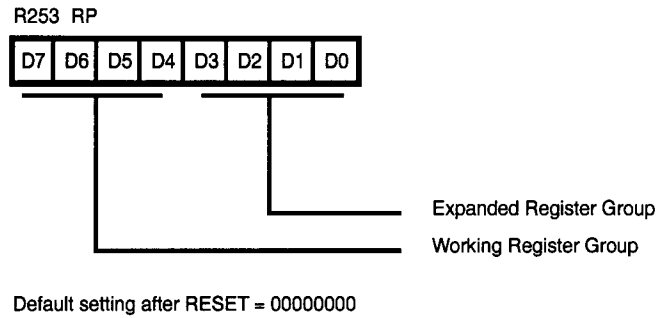 R253 RP
D7 D6 D5 D4 D3 D2 D1 D0
Expanded Register Group
Working Register Group
Default setting after RESET = 00000000